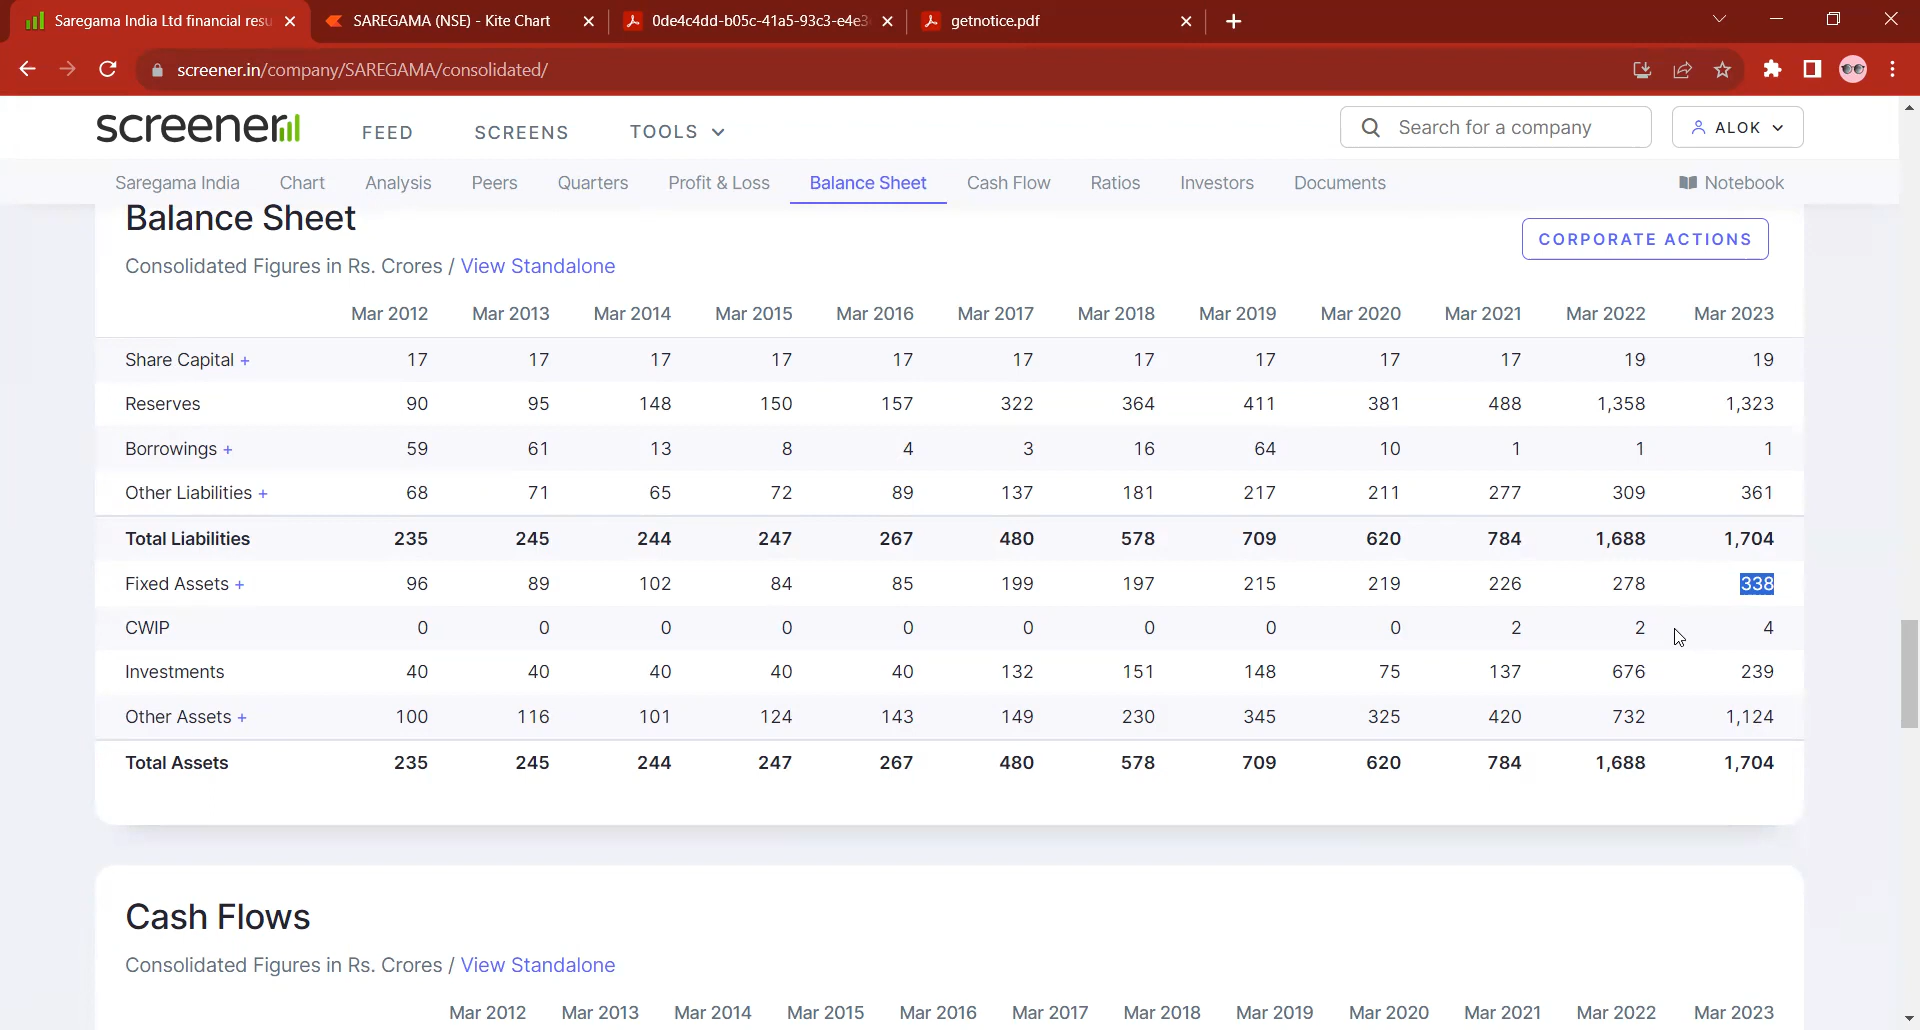 Saregama India Ltd financial resu
SAREGAMA (NSE) - Kite Chart
0de4c4dd-b05c-41a5-93c3-e4e3
getnotice.pdf
screener.in/company/SAREGAMA/consolidated/
screener
FEED
SCREENS
TOOLS
Search for a company
ALOK
Saregama India
Chart
Analysis
Peers
Quarters
Profit & Loss
Balance Sheet
Cash Flow
Ratios
Investors
Documents
Notebook
Balance Sheet
CORPORATE ACTIONS
Consolidated Figures in Rs. Crores / View Standalone
Mar 2012 Mar 2013 Mar 2014 Mar 2015 Mar 2016 Mar 2017 Mar 2018 Mar 2019 Mar 2020 Mar 2021 Mar 2022 Mar 2023
Share Capital + 17 17 17 17 17 17 17 17 17 17 19 19
Reserves 90 95 148 150 157 322 364 411 381 488 1,358 1,323
Borrowings + 59 61 13 8 4 3 16 64 10 1 1 1
Other Liabilities + 68 71 65 72 89 137 181 217 211 277 309 361
Total Liabilities 235 245 244 247 267 480 578 709 620 784 1,688 1,704
Fixed Assets + 96 89 102 84 85 199 197 215 219 226 278 338
CWIP 0 0 0 0 0 0 0 0 0 2 2 4
Investments 40 40 40 40 40 132 151 148 75 137 676 239
Other Assets + 100 116 101 124 143 149 230 345 325 420 732 1,124
Total Assets 235 245 244 247 267 480 578 709 620 784 1,688 1,704
Cash Flows
Consolidated Figures in Rs. Crores / View Standalone
Mar 2012 Mar 2013 Mar 2014 Mar 2015 Mar 2016 Mar 2017 Mar 2018 Mar 2019 Mar 2020 Mar 2021 Mar 2022 Mar 2023